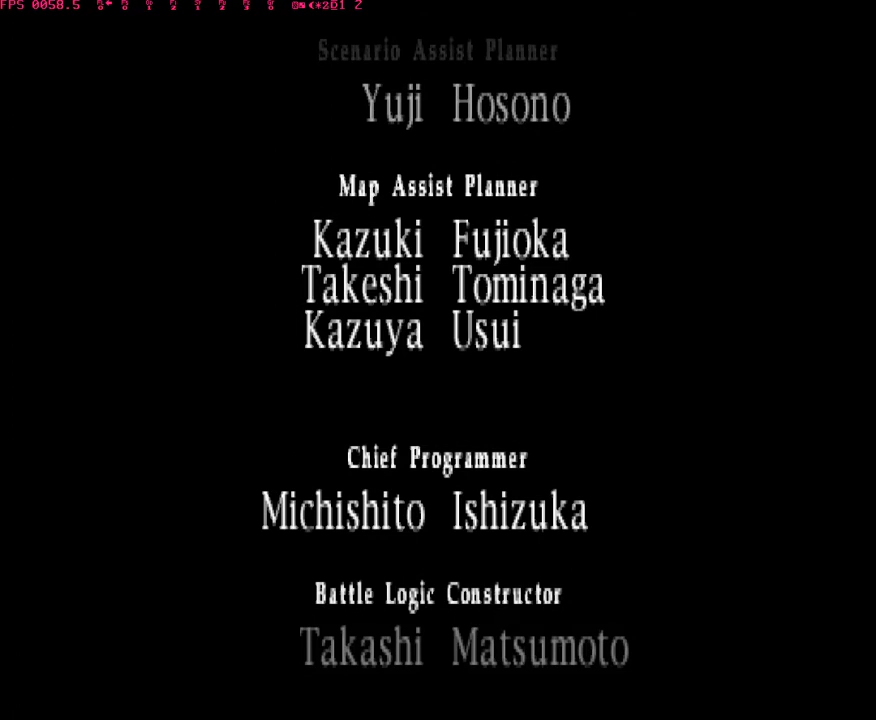 FPS 0058.5
Scenario Assist Planner
Yuji Hosono
Map Assist Planner
Kazuki Fujioka
Takeshi Tominaga
Kazuya Usui
Chief Programmer
Michishito Ishizuka
Battle Logic Constructor
Takashi Matsumoto